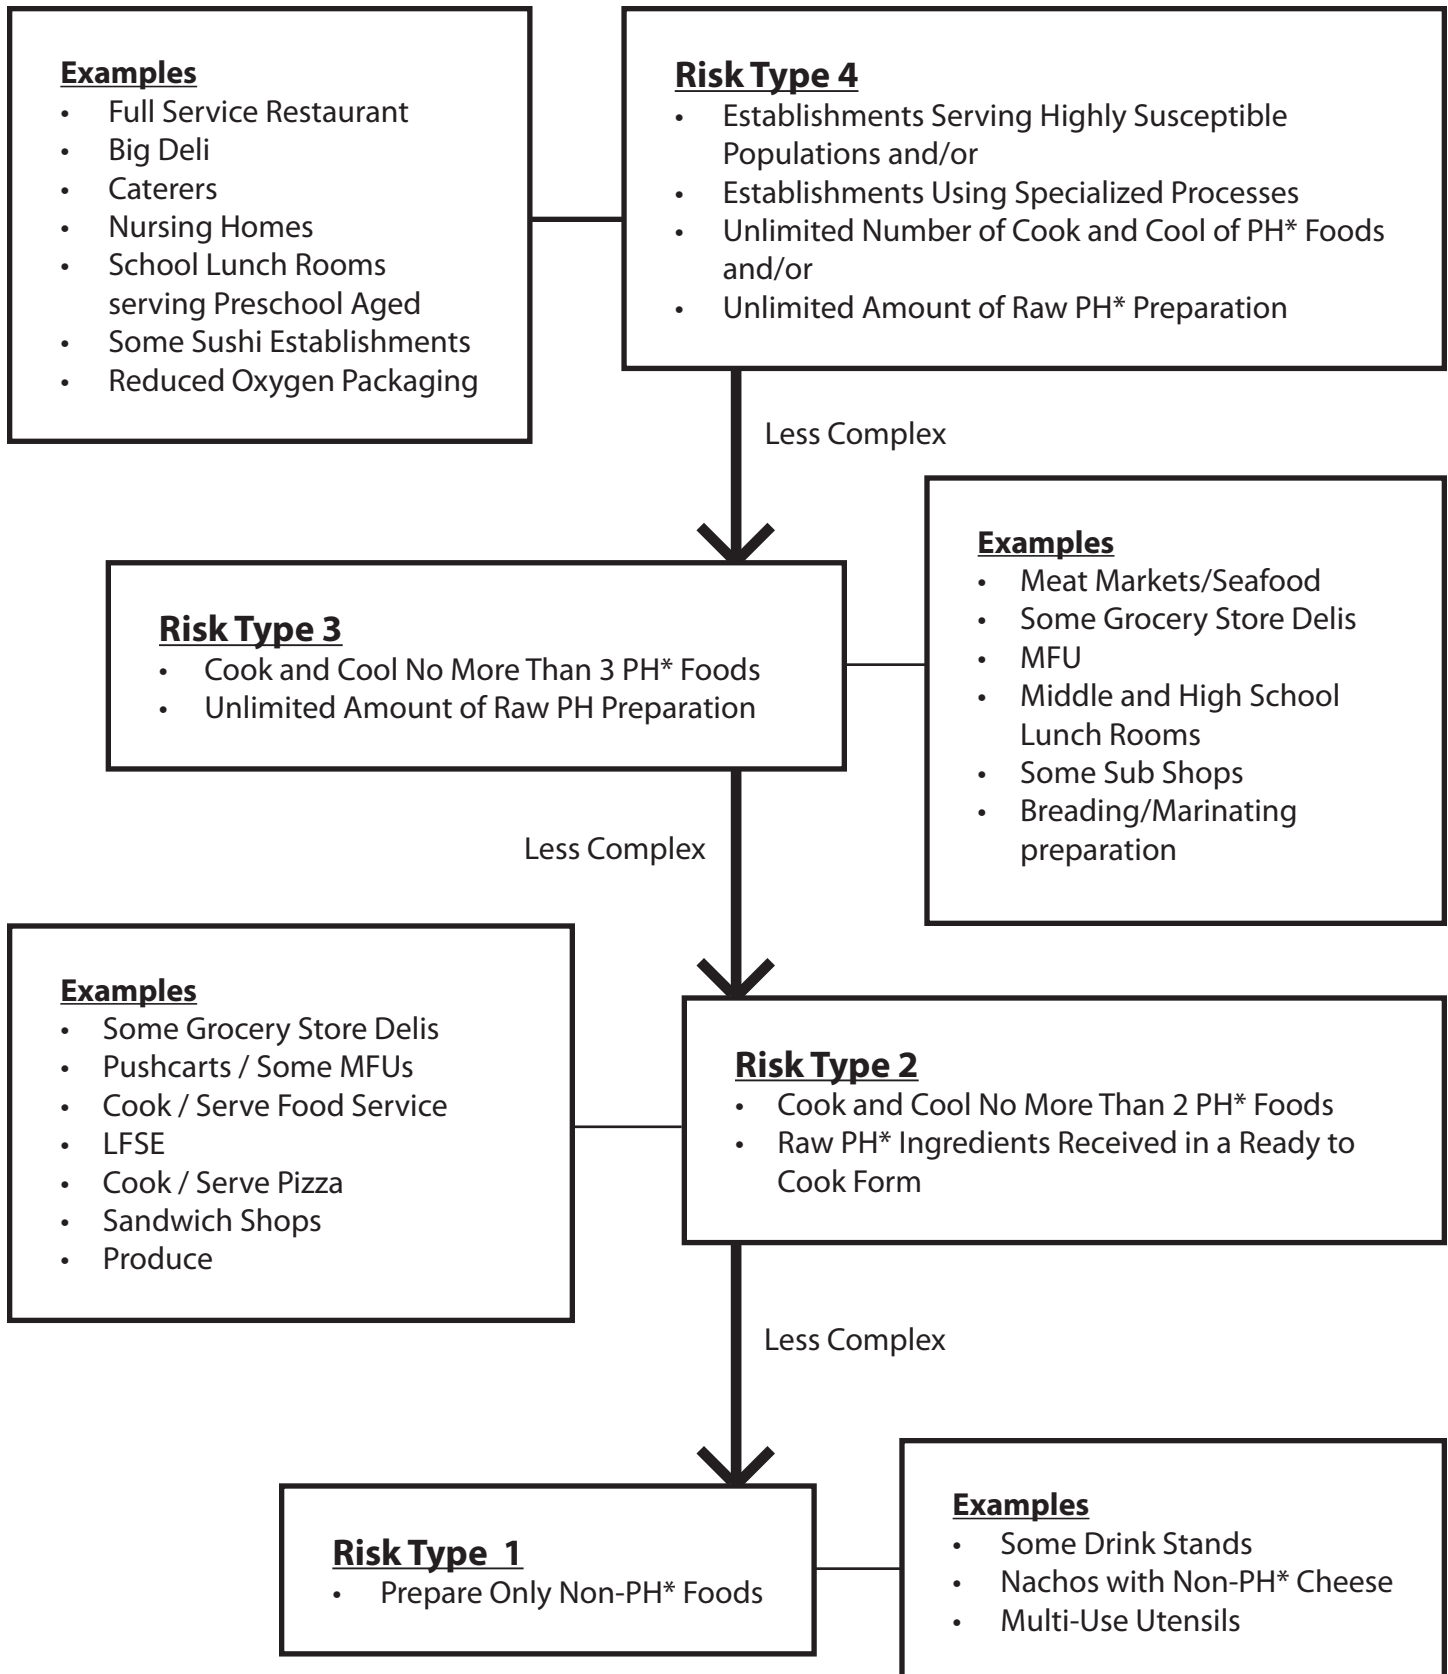 Examples
• Full Service Restaurant
• Big Deli
• Caterers
• Nursing Homes
• School Lunch Rooms
serving Preschool Aged
• Some Sushi Establishments
• Reduced Oxygen Packaging
Risk Type 4
• Establishments Serving Highly Susceptible
Populations and/or
• Establishments Using Specialized Processes
• Unlimited Number of Cook and Cool of PH* Foods
and/or
• Unlimited Amount of Raw PH* Preparation
Less Complex
Risk Type 3
• Cook and Cool No More Than 3 PH* Foods
• Unlimited Amount of Raw PH Preparation
Examples
• Meat Markets/Seafood
• Some Grocery Store Delis
• MFU
• Middle and High School
Lunch Rooms
• Some Sub Shops
• Breading/Marinating
preparation
Less Complex
Examples
• Some Grocery Store Delis
• Pushcarts / Some MFUs
• Cook / Serve Food Service
• LFSE
• Cook / Serve Pizza
• Sandwich Shops
• Produce
Risk Type 2
• Cook and Cool No More Than 2 PH* Foods
• Raw PH* Ingredients Received in a Ready to
Cook Form
Less Complex
Risk Type 1
• Prepare Only Non-PH* Foods
Examples
• Some Drink Stands
• Nachos with Non-PH* Cheese
• Multi-Use Utensils